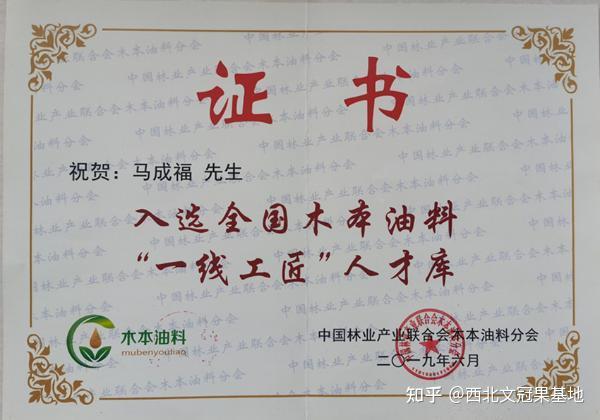 证书
祝贺：马成福 先生
入选全国木本油料
“一线工匠”人才库
木本油料
mubenyouliao
中国林业产业联合会木本油料分会
二〇一九年六月
知乎 @西北文冠果基地